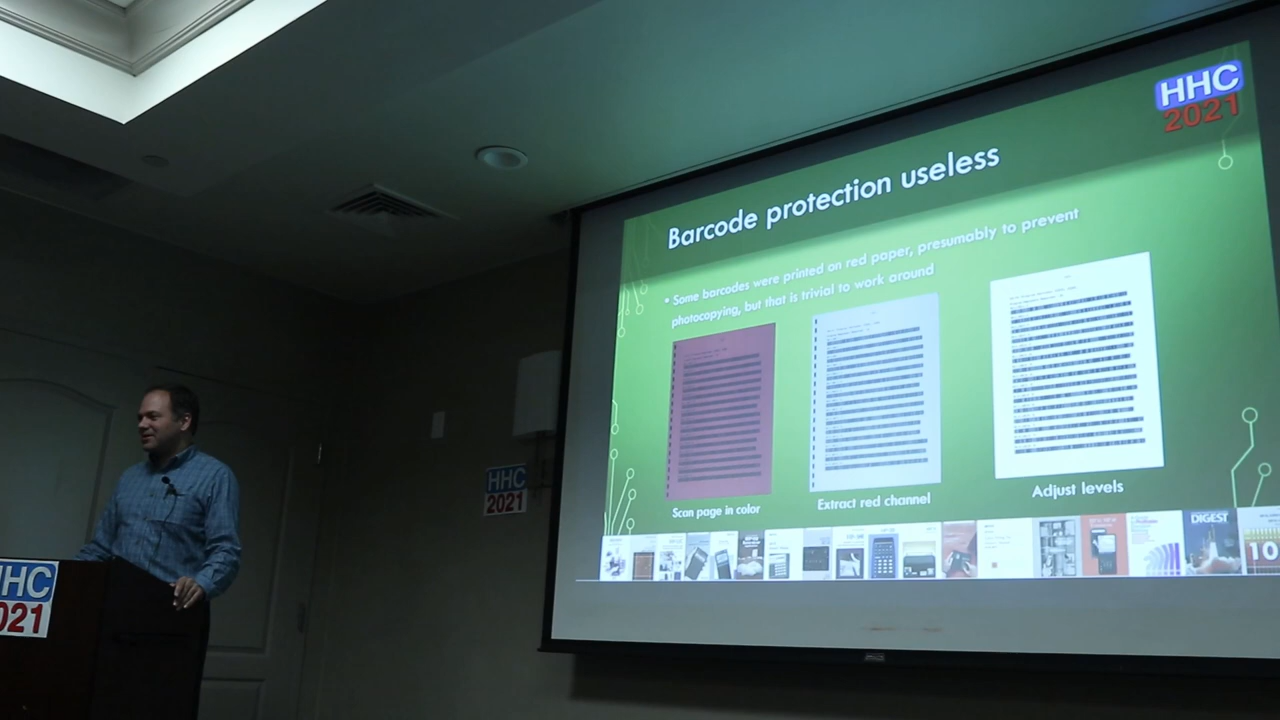 HHC
2021
Barcode protection useless
• Some barcodes were printed on red paper, presumably to prevent
photocopying, but that is trivial to work around
Scan page in color
Extract red channel
Adjust levels
DIGEST
10
HHC
2021
HHC
2021